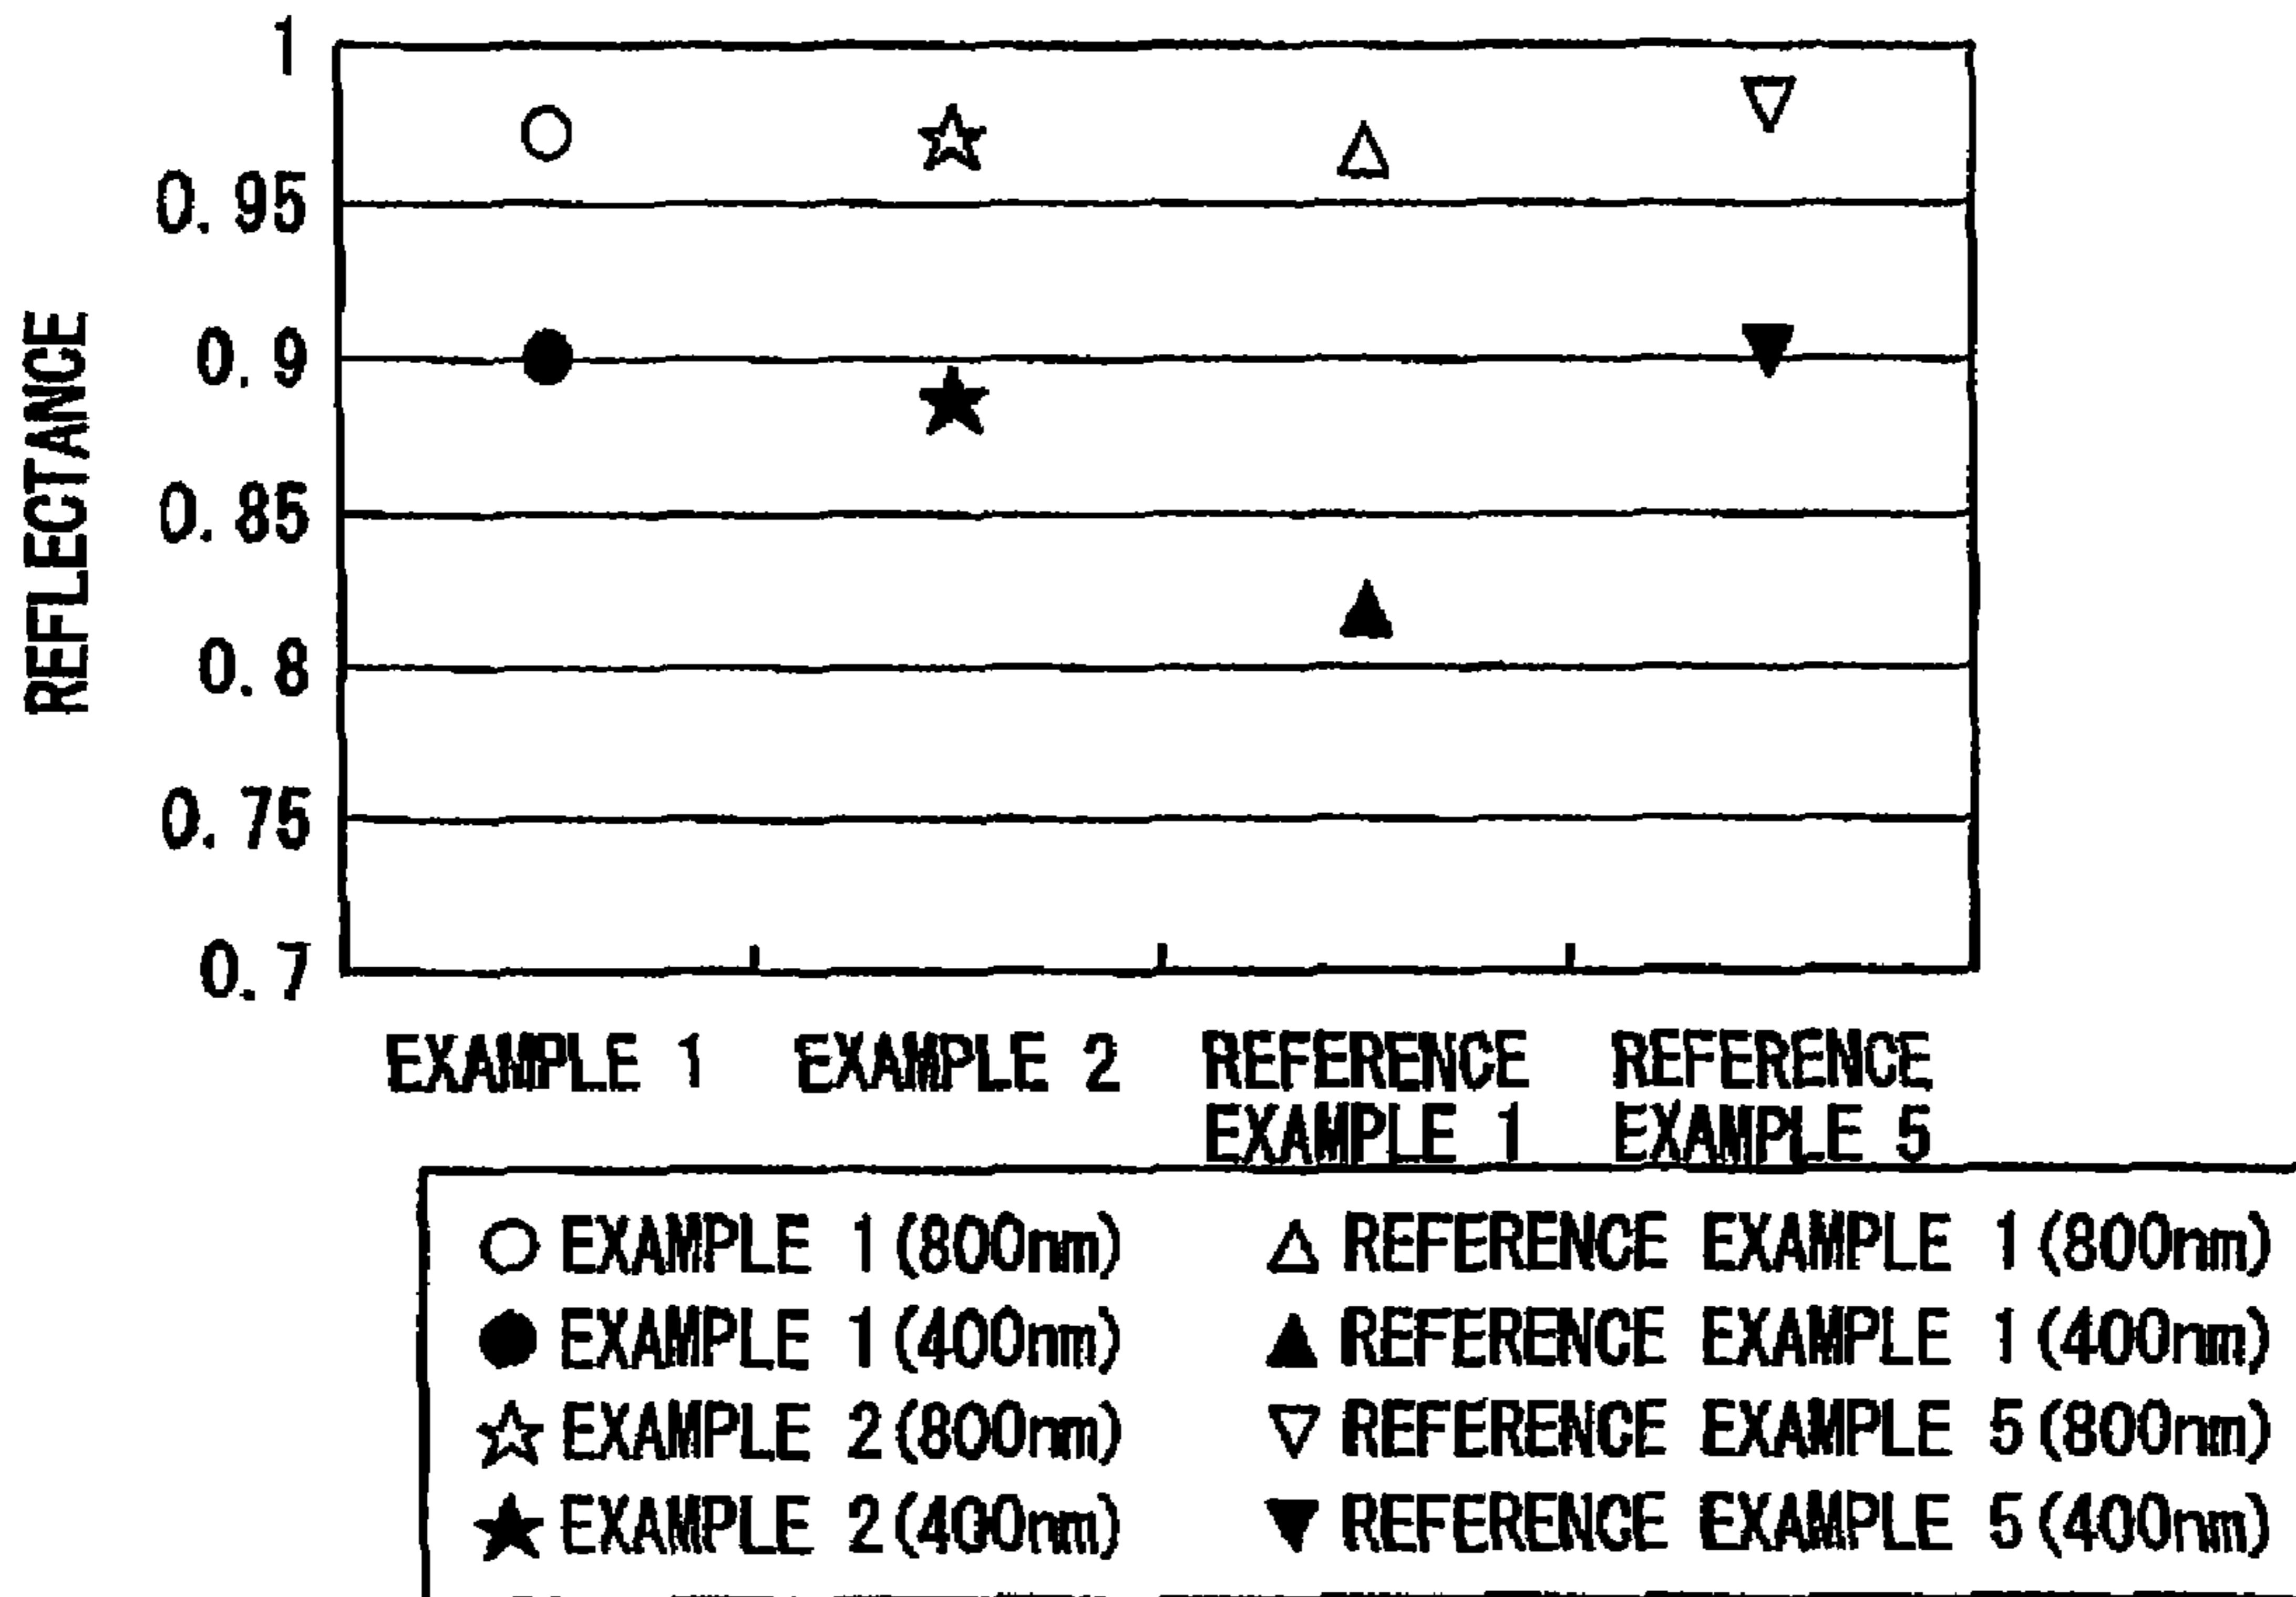 1
0.95
0.9
0.85
0.8
0.75
0.7
REFLECTANCE
EXAMPLE 1
EXAMPLE 2
REFERENCE
EXAMPLE 1
REFERENCE
EXAMPLE 5
EXAMPLE 1(800nm)
EXAMPLE 1(400nm)
EXAMPLE 2(800nm)
EXAMPLE 2(400nm)
REFERENCE EXAMPLE 1(800nm)
REFERENCE EXAMPLE 1(400nm)
REFERENCE EXAMPLE 5(800nm)
REFERENCE EXAMPLE 5(400nm)